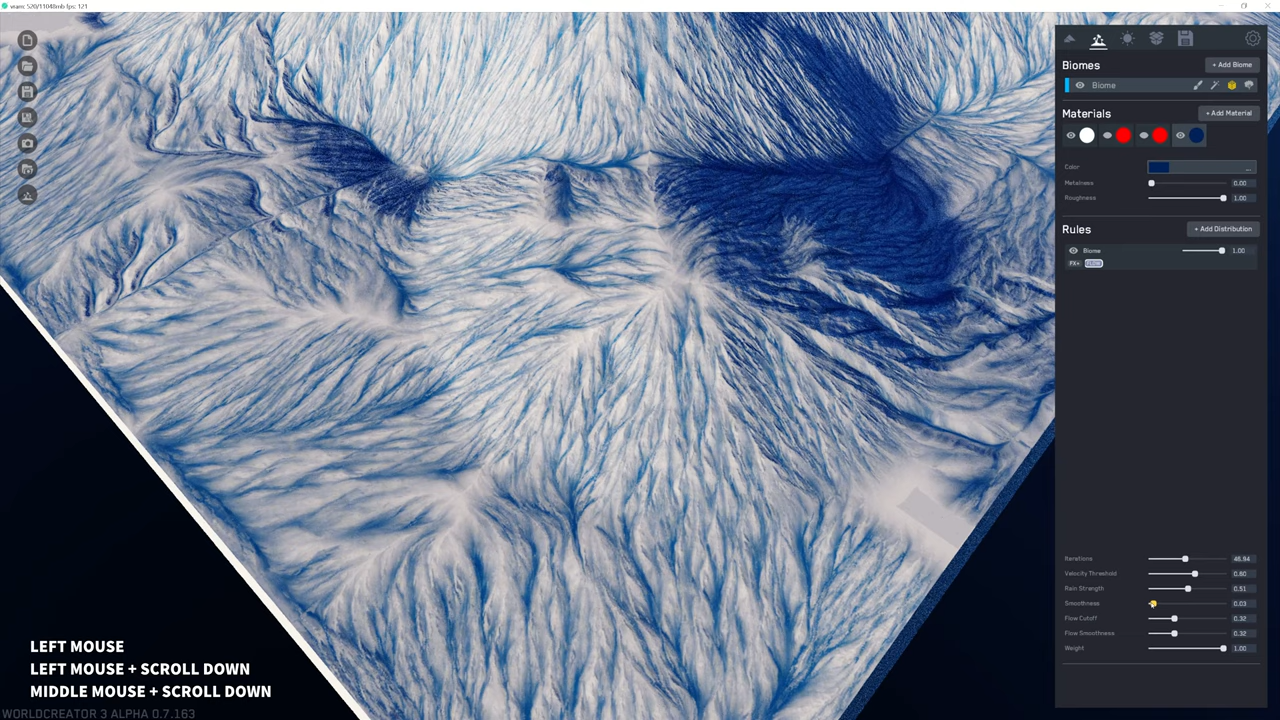 vram: 520/11048mb fps: 121
Biomes
+ Add Biome
Biome
Materials
+ Add Material
Color
...
Metalness 0.00
Roughness 1.00
Rules
+ Add Distribution
Biome 1.00
FX+
Iterations 46.94
Velocity Threshold 0.60
Rain Strength 0.51
Smoothness 0.03
Flow Cutoff 0.32
Flow Smoothness 0.32
Weight 1.00
LEFT MOUSE
LEFT MOUSE + SCROLL DOWN
MIDDLE MOUSE + SCROLL DOWN
WORLDCREATOR 3 ALPHA 0.7.163